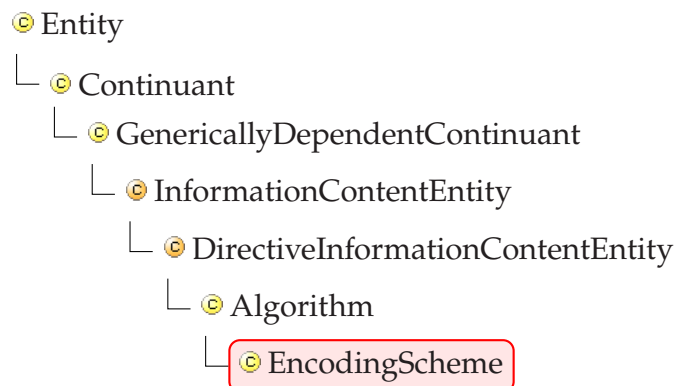 C Entity
C Continuant
C GenericallyDependentContinuant
C InformationContentEntity
C DirectiveInformationContentEntity
C Algorithm
C EncodingScheme